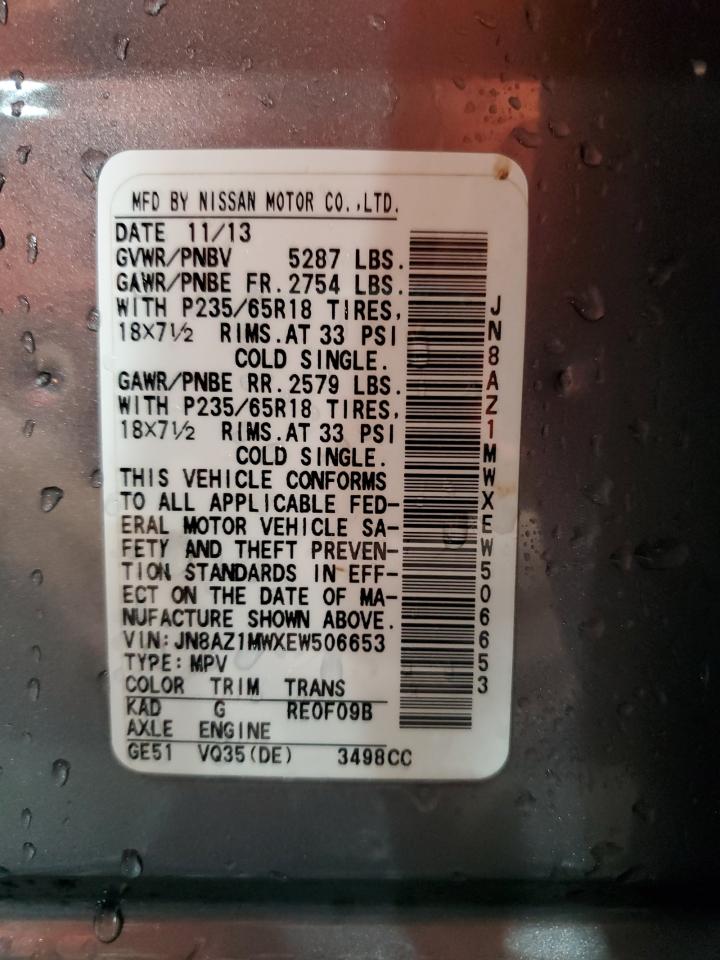 MFD BY NISSAN MOTOR CO.,LTD.
DATE 11/13
GVWR/PNBV 5287 LBS.
GAWR/PNBE FR.2754 LBS.
WITH P235/65R18 TIRES,
18X7½ RIMS.AT 33 PSI
COLD SINGLE.
GAWR/PNBE RR.2579 LBS.
WITH P235/65R18 TIRES,
18X7½ RIMS.AT 33 PSI
COLD SINGLE.
THIS VEHICLE CONFORMS
TO ALL APPLICABLE FED-
ERAL MOTOR VEHICLE SA-
FETY AND THEFT PREVEN-
TION STANDARDS IN EFF-
ECT ON THE DATE OF MA-
NUFACTURE SHOWN ABOVE.
VIN:JN8AZ1MWXEW506653
TYPE:MPV
COLOR TRIM TRANS
KAD G RE0F09B
AXLE ENGINE
GE51 VQ35(DE) 3498CC
JN8AZ1MWXEW506653